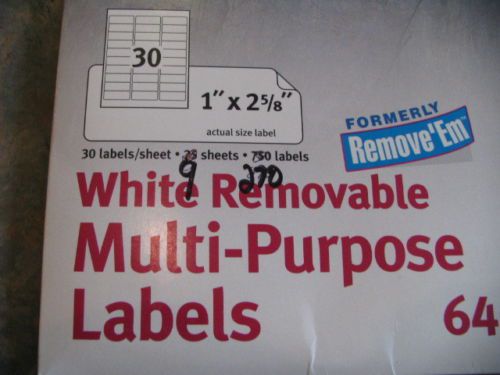 30
1" x 2 5/8"
actual size label
FORMERLY
Remove'Em™
30 labels/sheet • 25 sheets • 750 labels
9 270
White Removable
Multi-Purpose
Labels
64